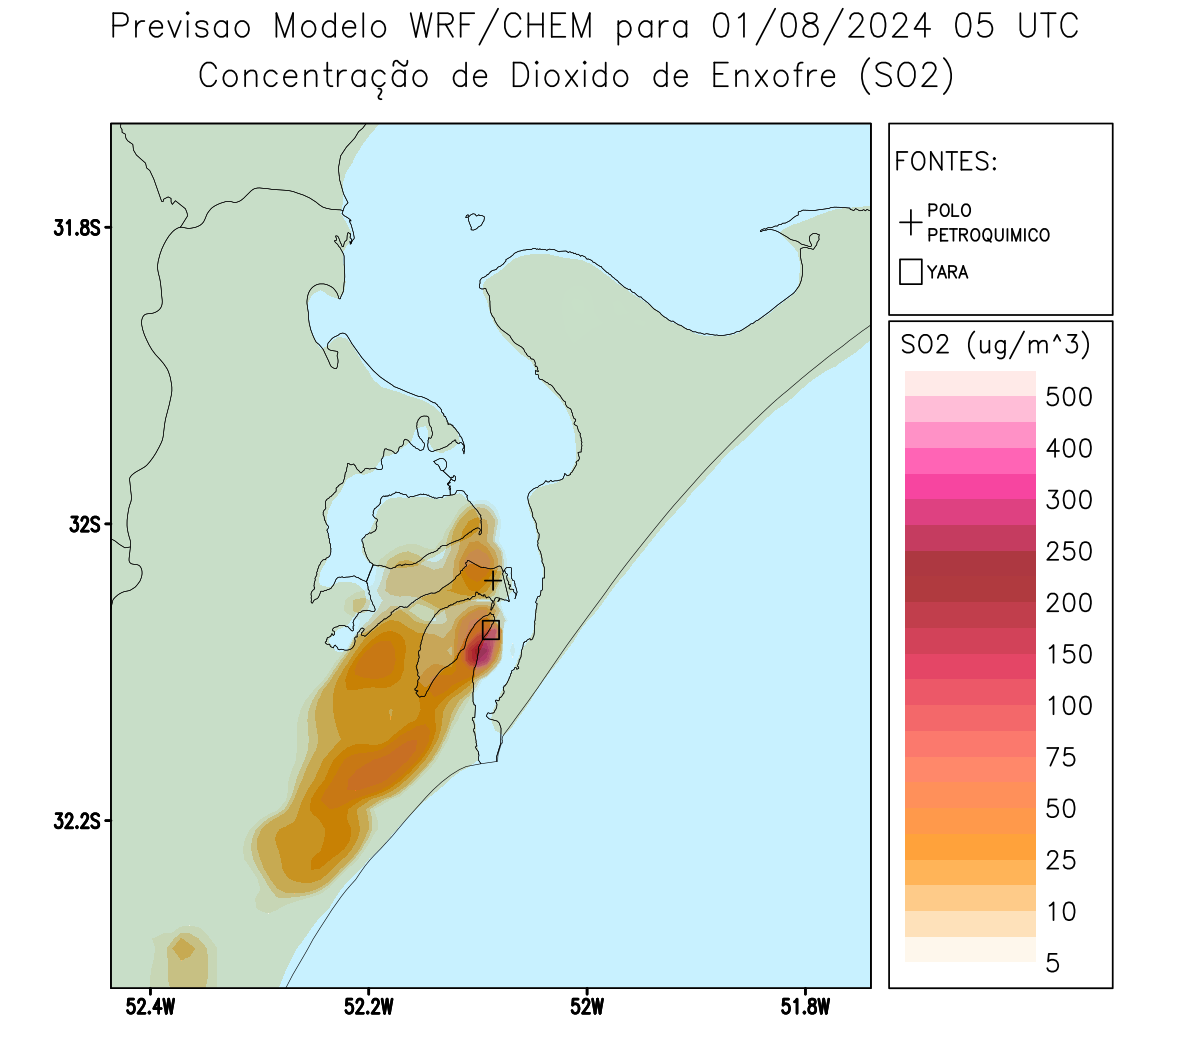 Previsao Modelo WRF/CHEM para 01/08/2024 05 UTC
Concentração de Dioxido de Enxofre (SO2)
31.8S
32S
32.2S
52.4W
52.2W
52W
51.8W
FONTES:
POLO
PETROQUIMICO
YARA
SO2 (ug/m^3)
500
400
300
250
200
150
100
75
50
25
10
5